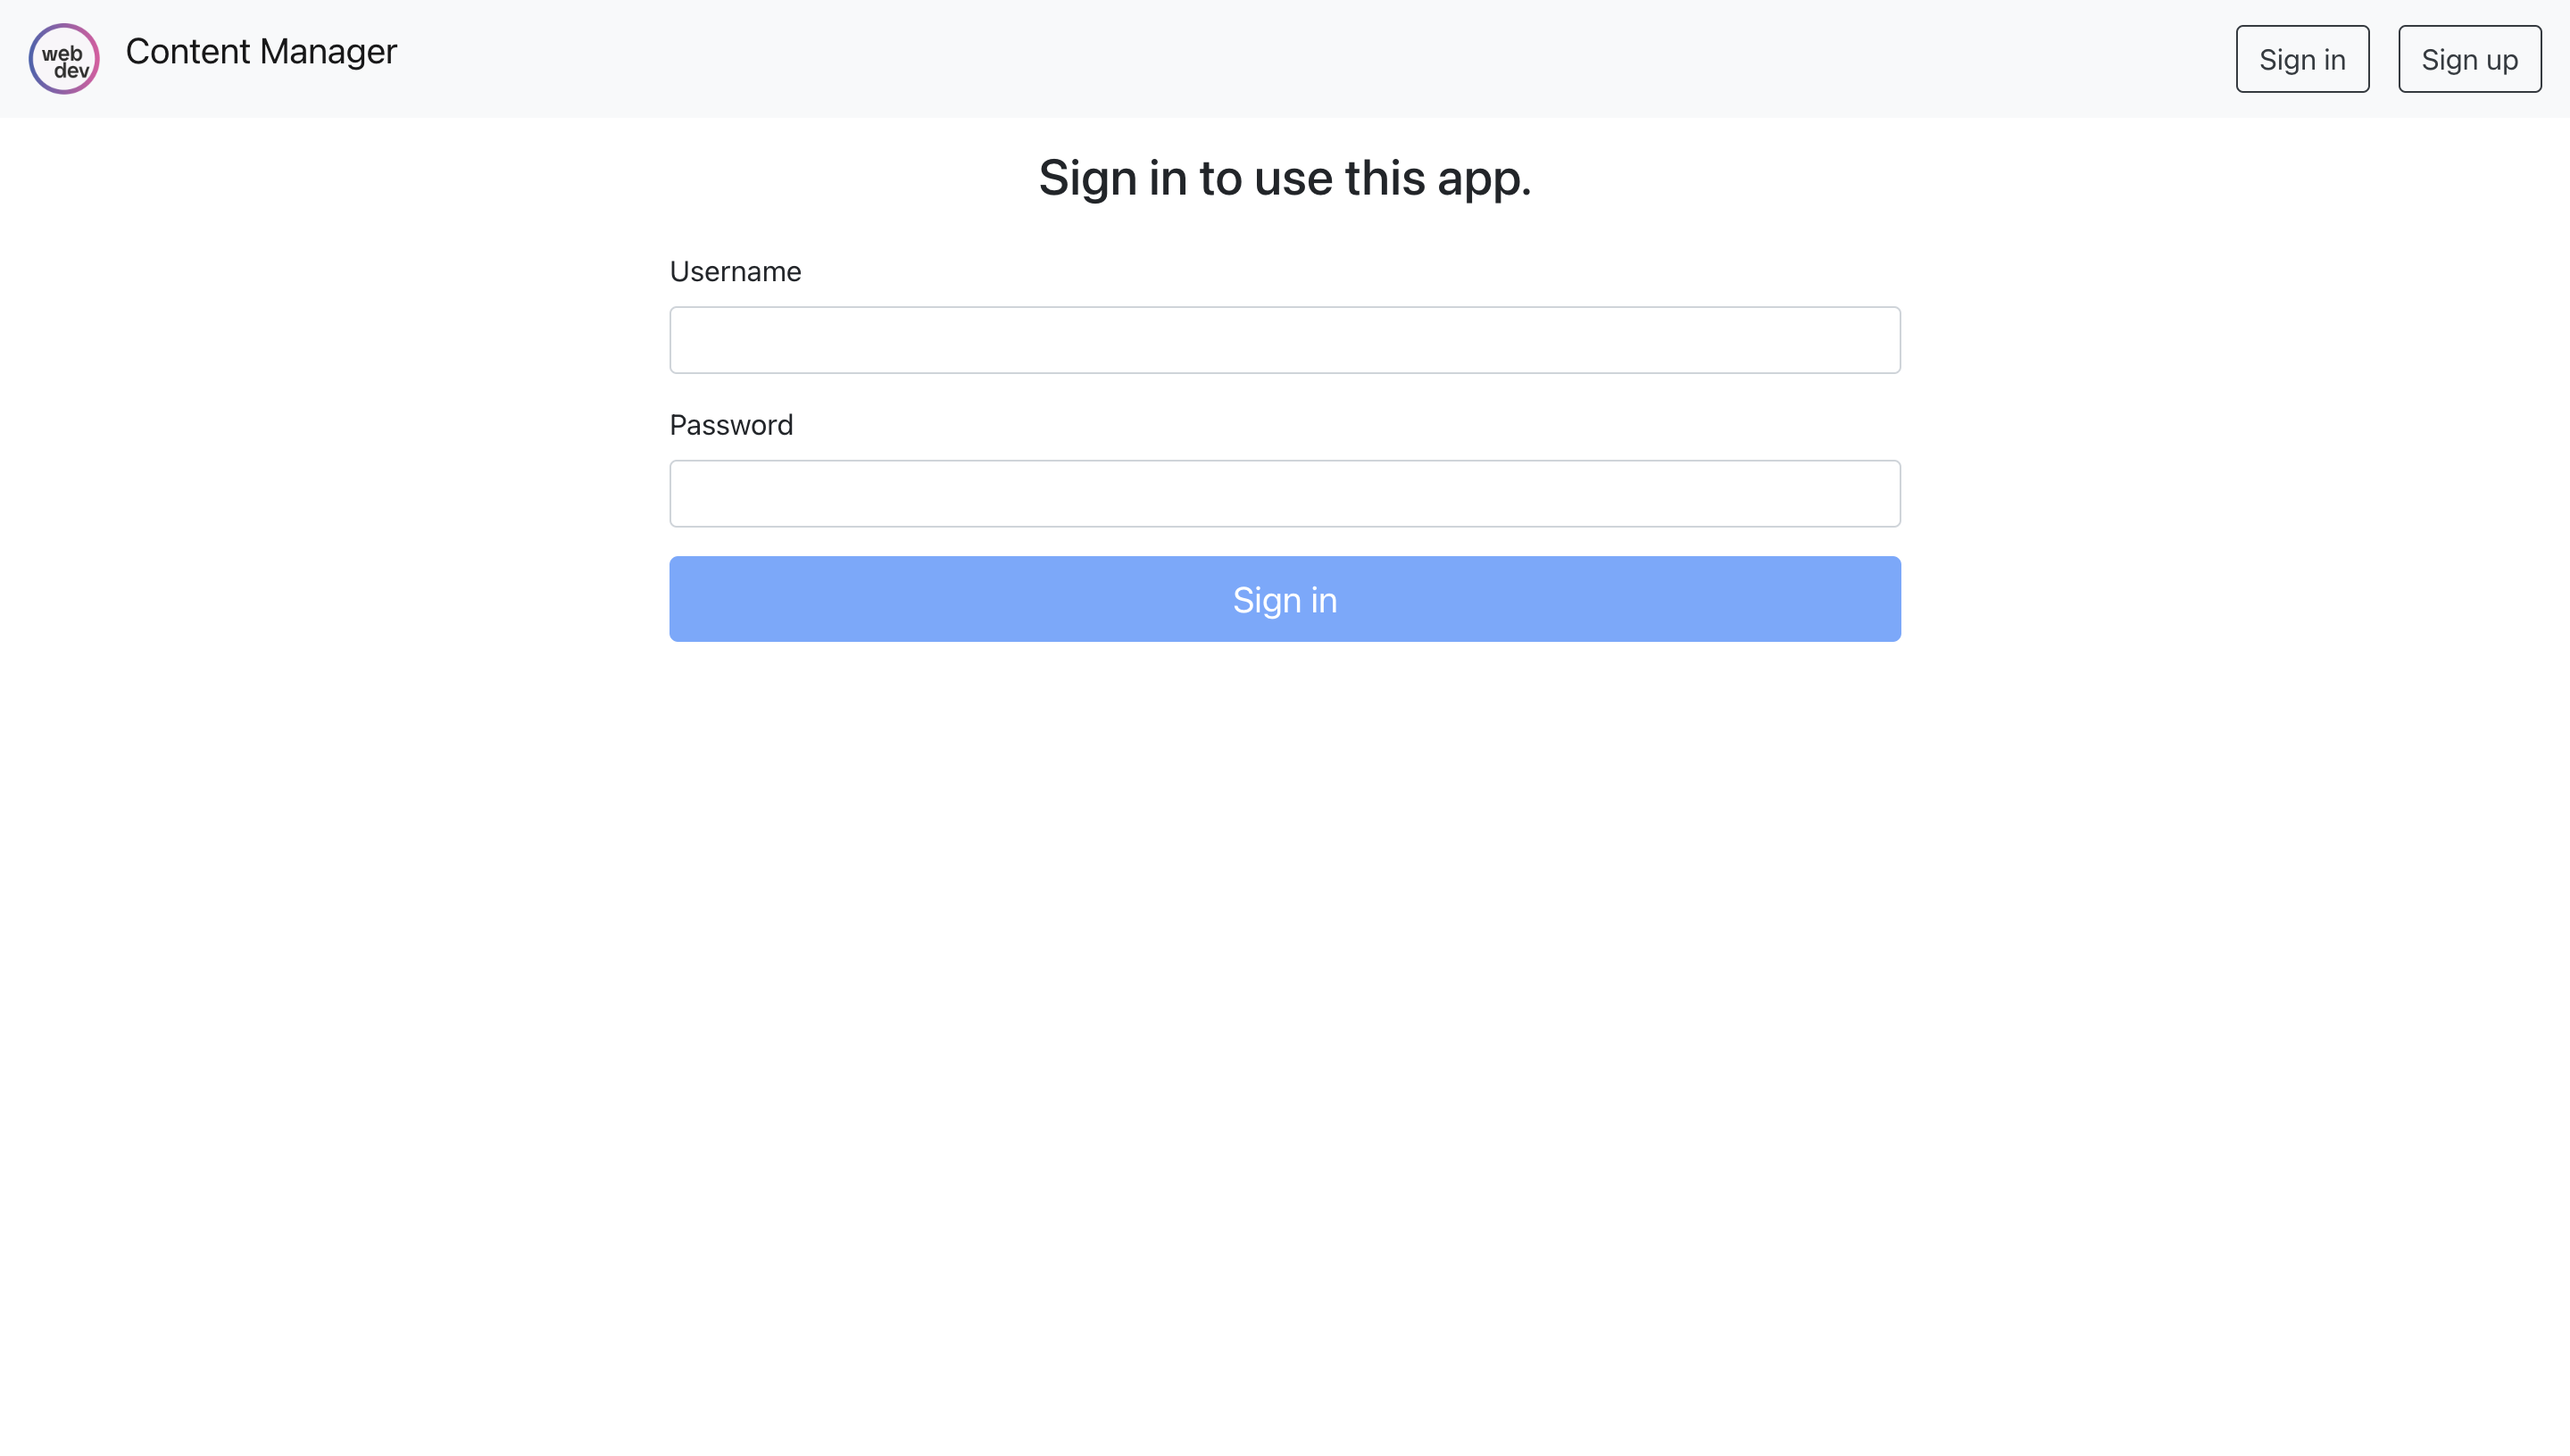 web
dev
Content Manager
Sign in
Sign up
Sign in to use this app.
Username
Password
Sign in